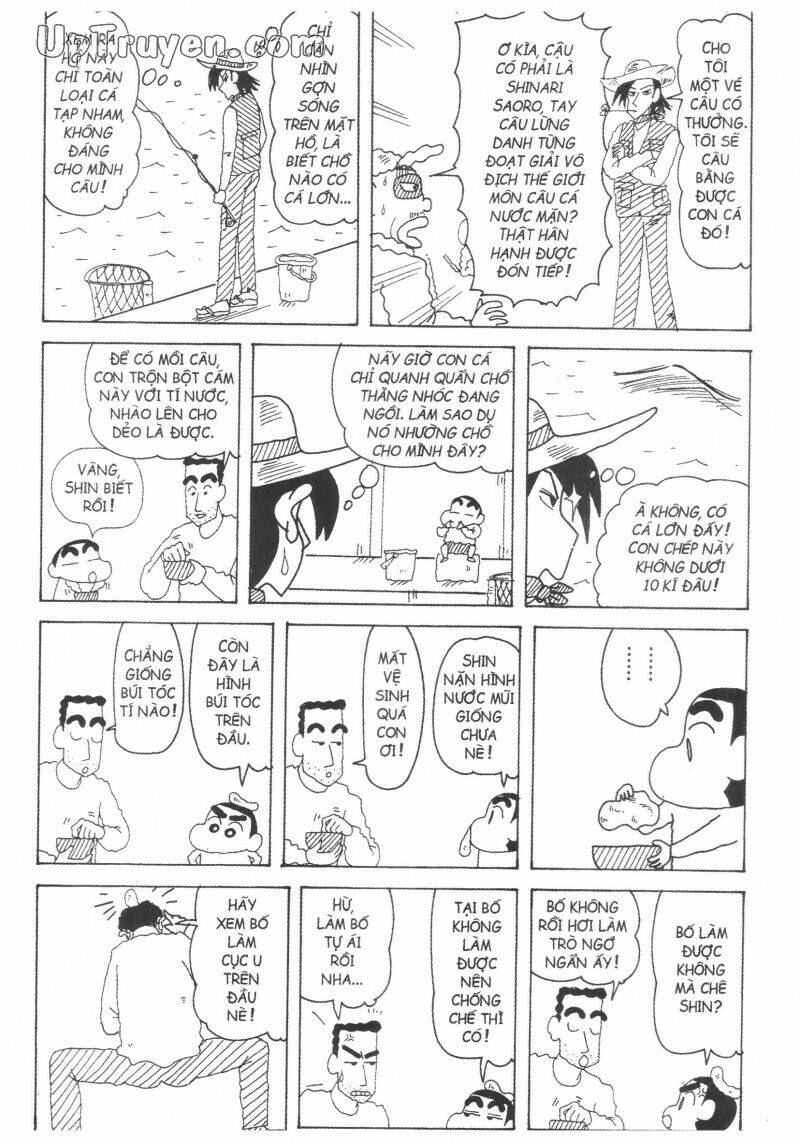 UpTruyen.com
CHO
TÔI
MỘT VÉ
CÂU CÓ
THƯỞNG.
TÔI SẼ
CÂU
BẰNG
ĐƯỢC
CON CÁ
ĐÓ!
Ơ KÌA, CẬU
CÓ PHẢI LÀ
SHINARI
SAORO, TAY
CÂU LỪNG
DANH TỪNG
ĐOẠT GIẢI VÔ
ĐỊCH THẾ GIỚI
MÔN CÂU CÁ
NƯỚC MẶN?
THẬT HÂN
HẠNH ĐƯỢC
ĐÓN TIẾP!
CHỈ
CẦN
NHÌN
GỢN
SÓNG
TRÊN MẶT
HỒ, LÀ
BIẾT CHỖ
NÀO CÓ
CÁ LỚN...
XEM RA
HỒ NÀY
CHỈ TOÀN
LOẠI CÁ
TẠP NHAM,
KHÔNG
ĐÁNG
CHO MÌNH
CÂU!
À KHÔNG, CÓ
CÁ LỚN ĐẤY!
CON CHÉP NÀY
KHÔNG DƯỚI
10 KÍ ĐÂU!
NÃY GIỜ CON CÁ
CHỈ QUANH QUẨN CHỖ
THẰNG NHÓC ĐANG
NGỒI. LÀM SAO DỤ
NÓ NHƯỜNG CHỖ
CHO MÌNH ĐÂY?
ĐỂ CÓ MỒI CÂU,
CON TRỘN BỘT CÁM
NÀY VỚI TÍ NƯỚC,
NHÀO LÊN CHO
DẺO LÀ ĐƯỢC.
VÂNG,
SHIN BIẾT
RỒI!
......
SHIN
NẶN HÌNH
NƯỚC MŨI
GIỐNG
CHƯA
NÈ!
MẤT
VỆ
SINH
QUÁ
CON
ƠI!
CÒN
ĐÂY LÀ
HÌNH
BÚI TÓC
TRÊN
ĐẦU.
CHẲNG
GIỐNG
BÚI TÓC
TÍ NÀO!
BỐ LÀM
ĐƯỢC
KHÔNG
MÀ CHÊ
SHIN?
BỐ KHÔNG
RỖI HƠI LÀM
TRÒ NGỚ
NGẨN ẤY!
TẠI BỐ
KHÔNG
LÀM
ĐƯỢC
NÊN
CHỐNG
CHẾ THÌ
CÓ!
HỪ,
LÀM BỐ
TỰ ÁI
RỒI
NHA...
HÃY
XEM BỐ
LÀM
CỤC U
TRÊN
ĐẦU
NÈ!